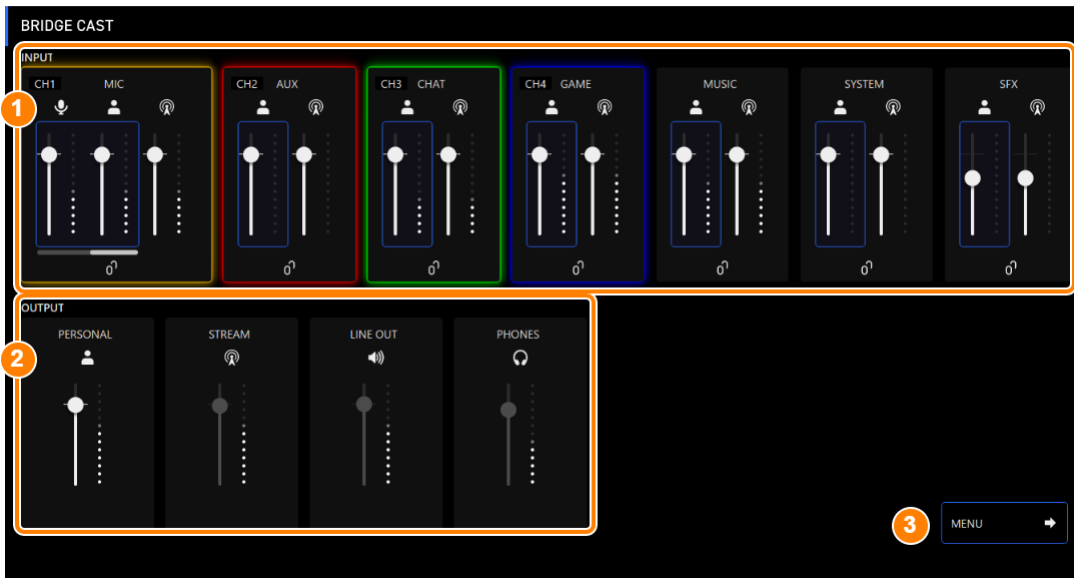 BRIDGE CAST
INPUT
CH1 MIC
CH2 AUX
CH3 CHAT
CH4 GAME
MUSIC
SYSTEM
SFX
1
OUTPUT
PERSONAL
STREAM
LINE OUT
PHONES
2
3
MENU